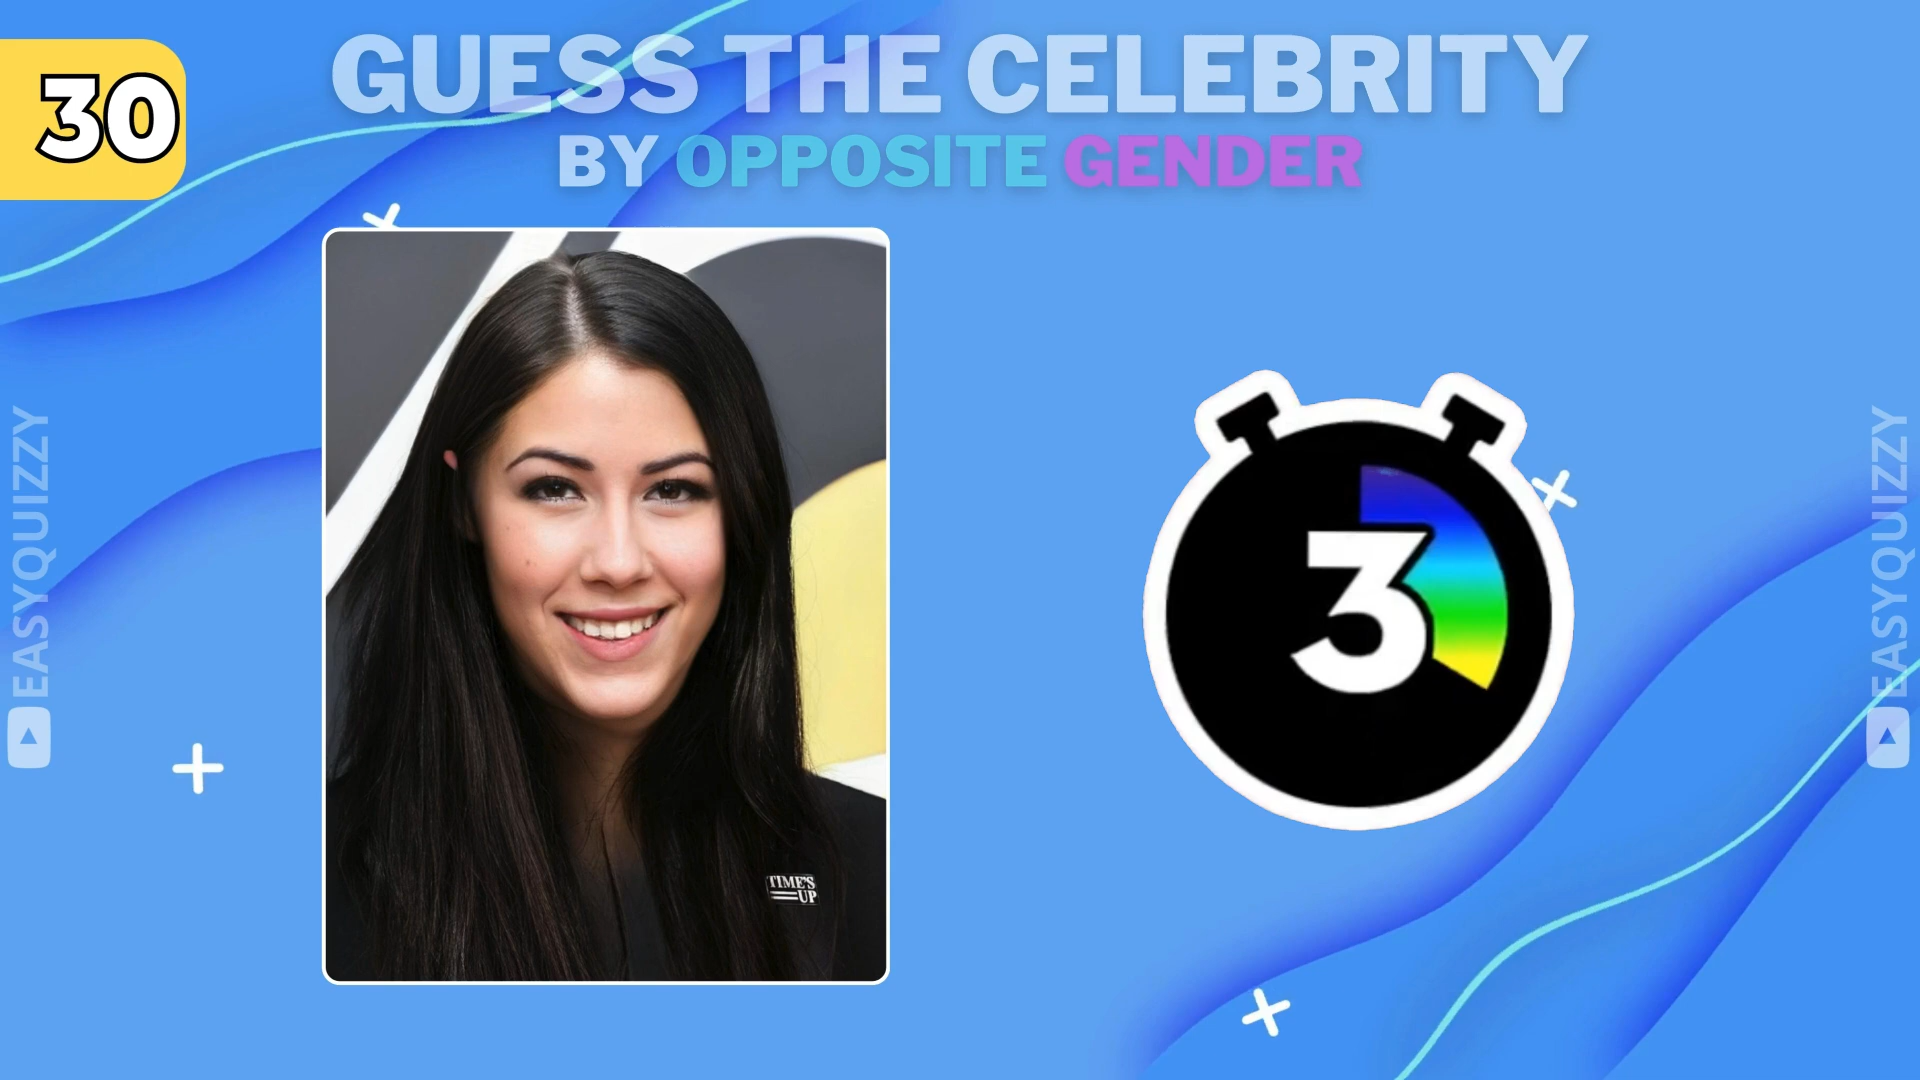 30
GUESS THE CELEBRITY
BY OPPOSITE GENDER
EASYQUIZZY
3
TIME'S
UP
EASYQUIZZY